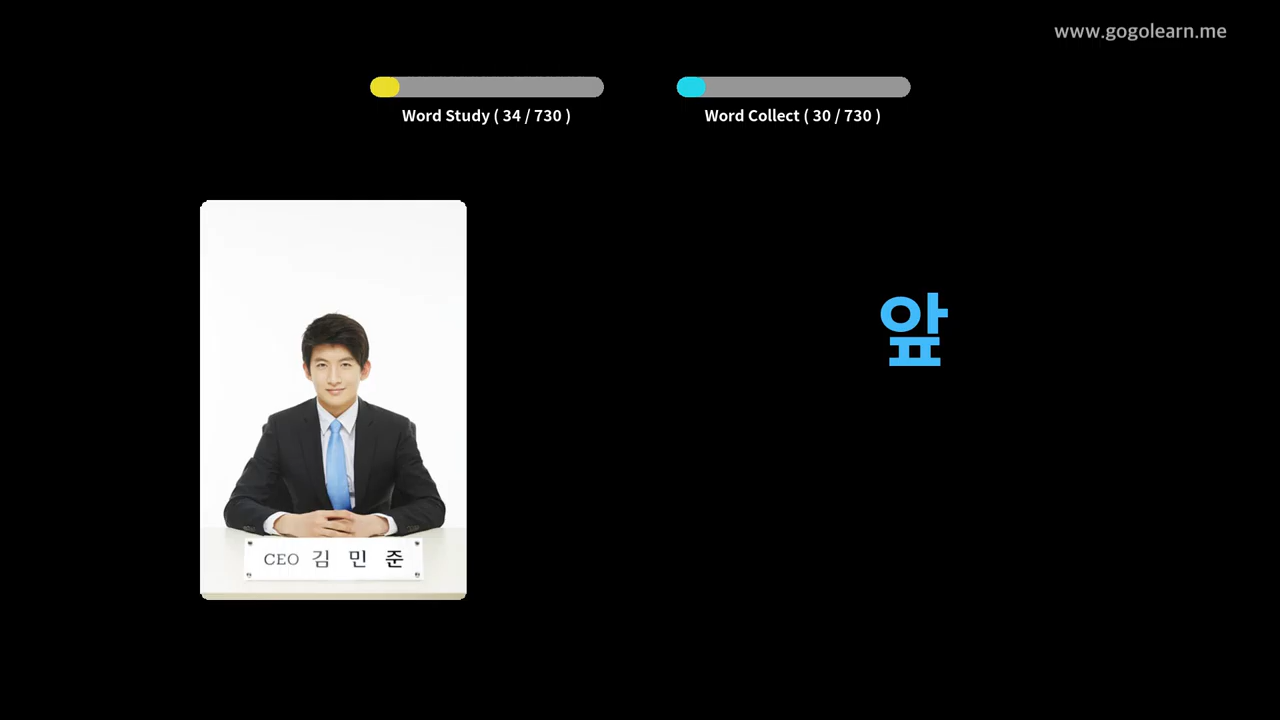 www.gogolearn.me
Word Study ( 34 / 730 )
Word Collect ( 30 / 730 )
앞
CEO 김 민 준